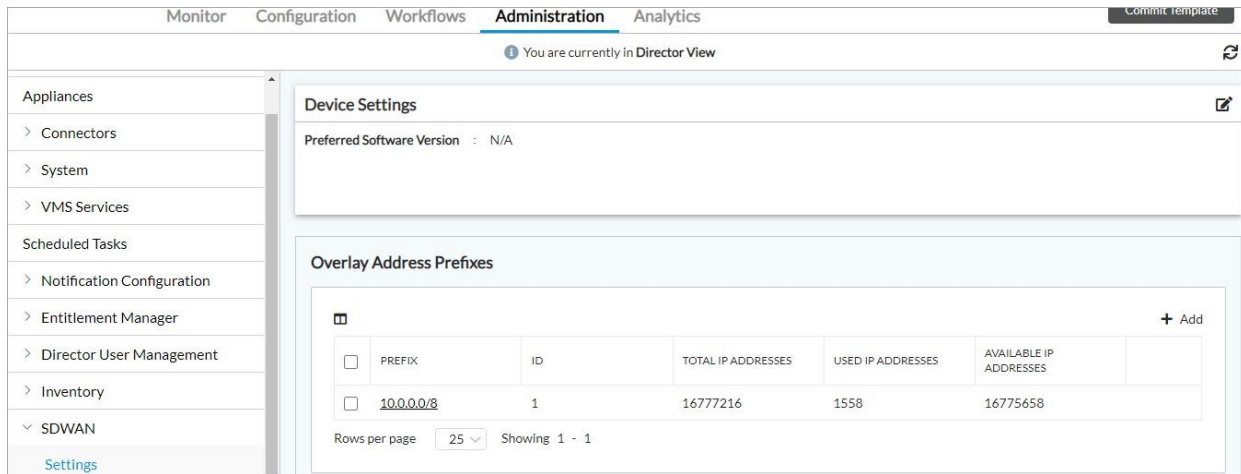 Monitor Configuration Workflows Administration Analytics Commit Template
You are currently in Director View
Appliances
Connectors
System
VMS Services
Scheduled Tasks
Notification Configuration
Entitlement Manager
Director User Management
Inventory
SDWAN
Settings
Device Settings
Preferred Software Version : N/A
Overlay Address Prefixes
+ Add
PREFIX ID TOTAL IP ADDRESSES USED IP ADDRESSES AVAILABLE IP
ADDRESSES
10.0.0.0/8 1 16777216 1558 16775658
Rows per page 25 Showing 1 - 1